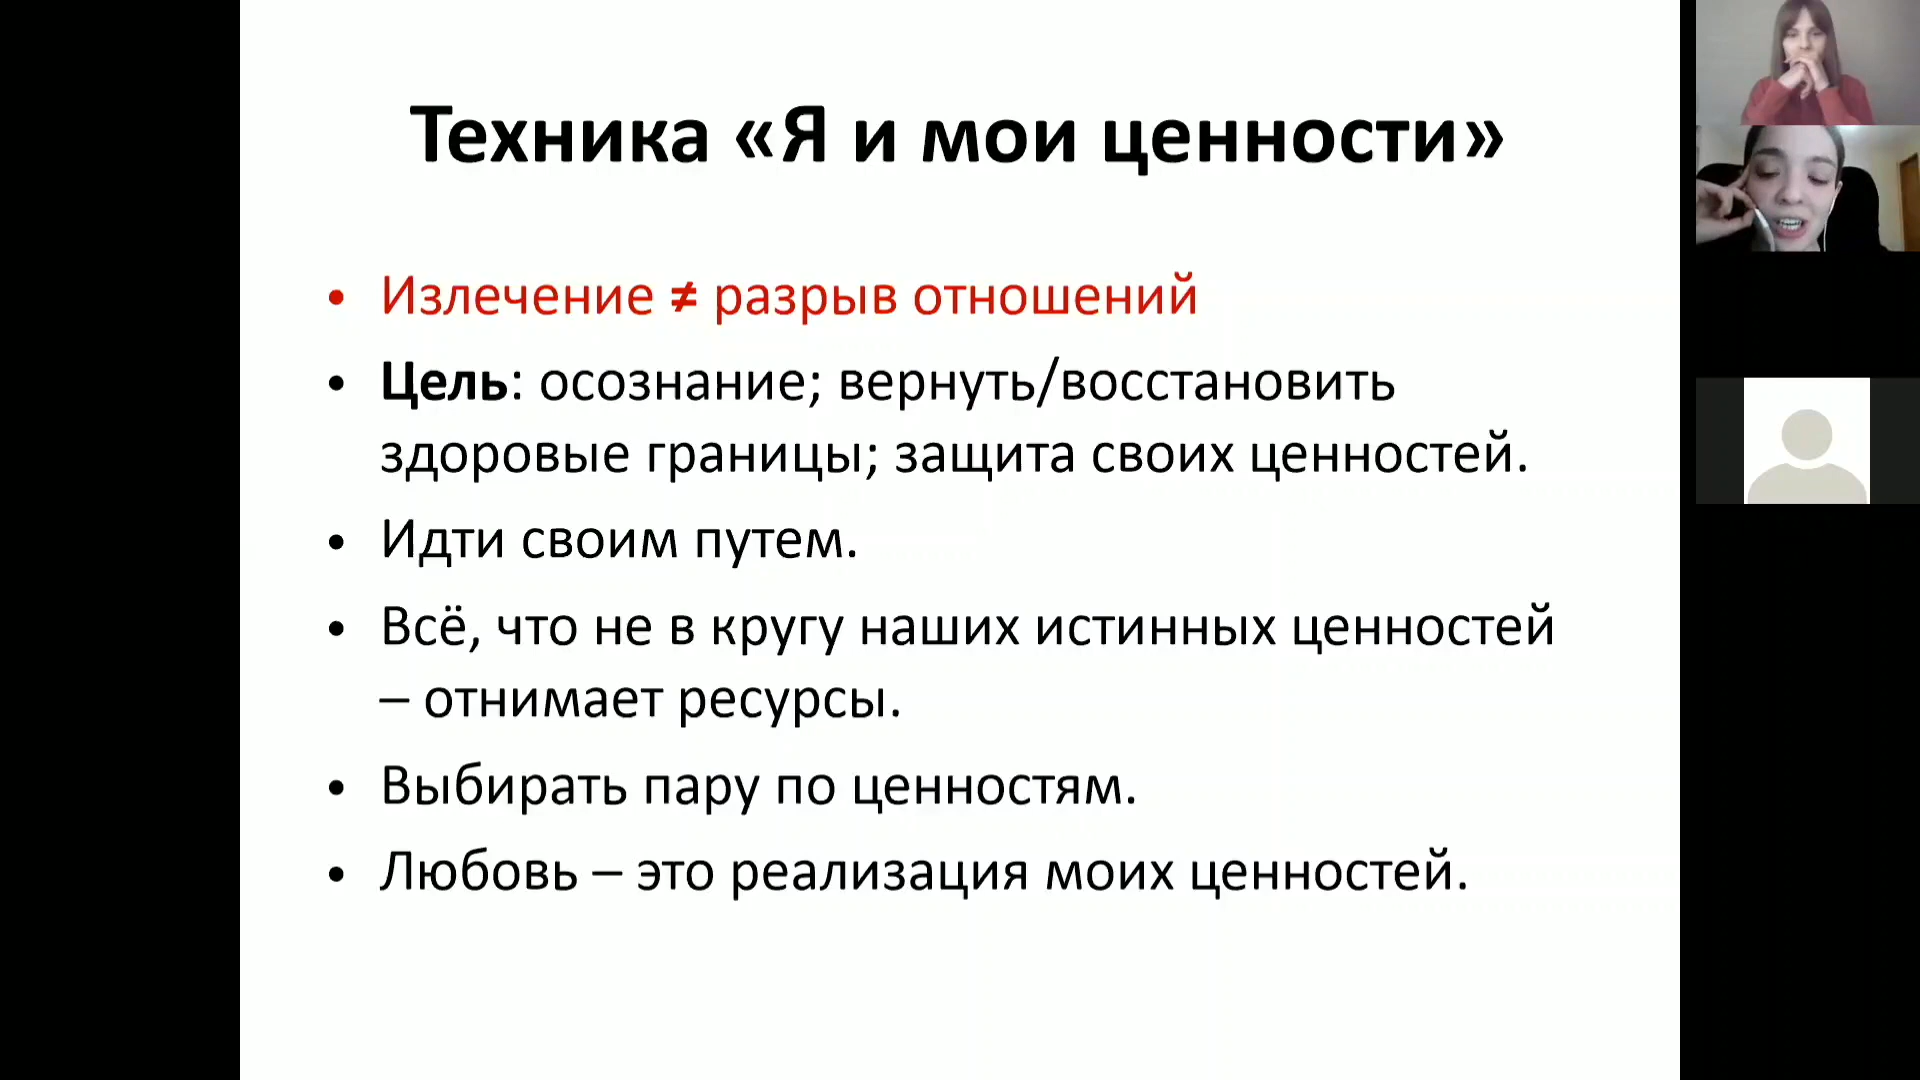 Техника «Я и мои ценности»
• Излечение ≠ разрыв отношений
• Цель: осознание; вернуть/восстановить
здоровые границы; защита своих ценностей.
• Идти своим путем.
• Всё, что не в кругу наших истинных ценностей
– отнимает ресурсы.
• Выбирать пару по ценностям.
• Любовь – это реализация моих ценностей.